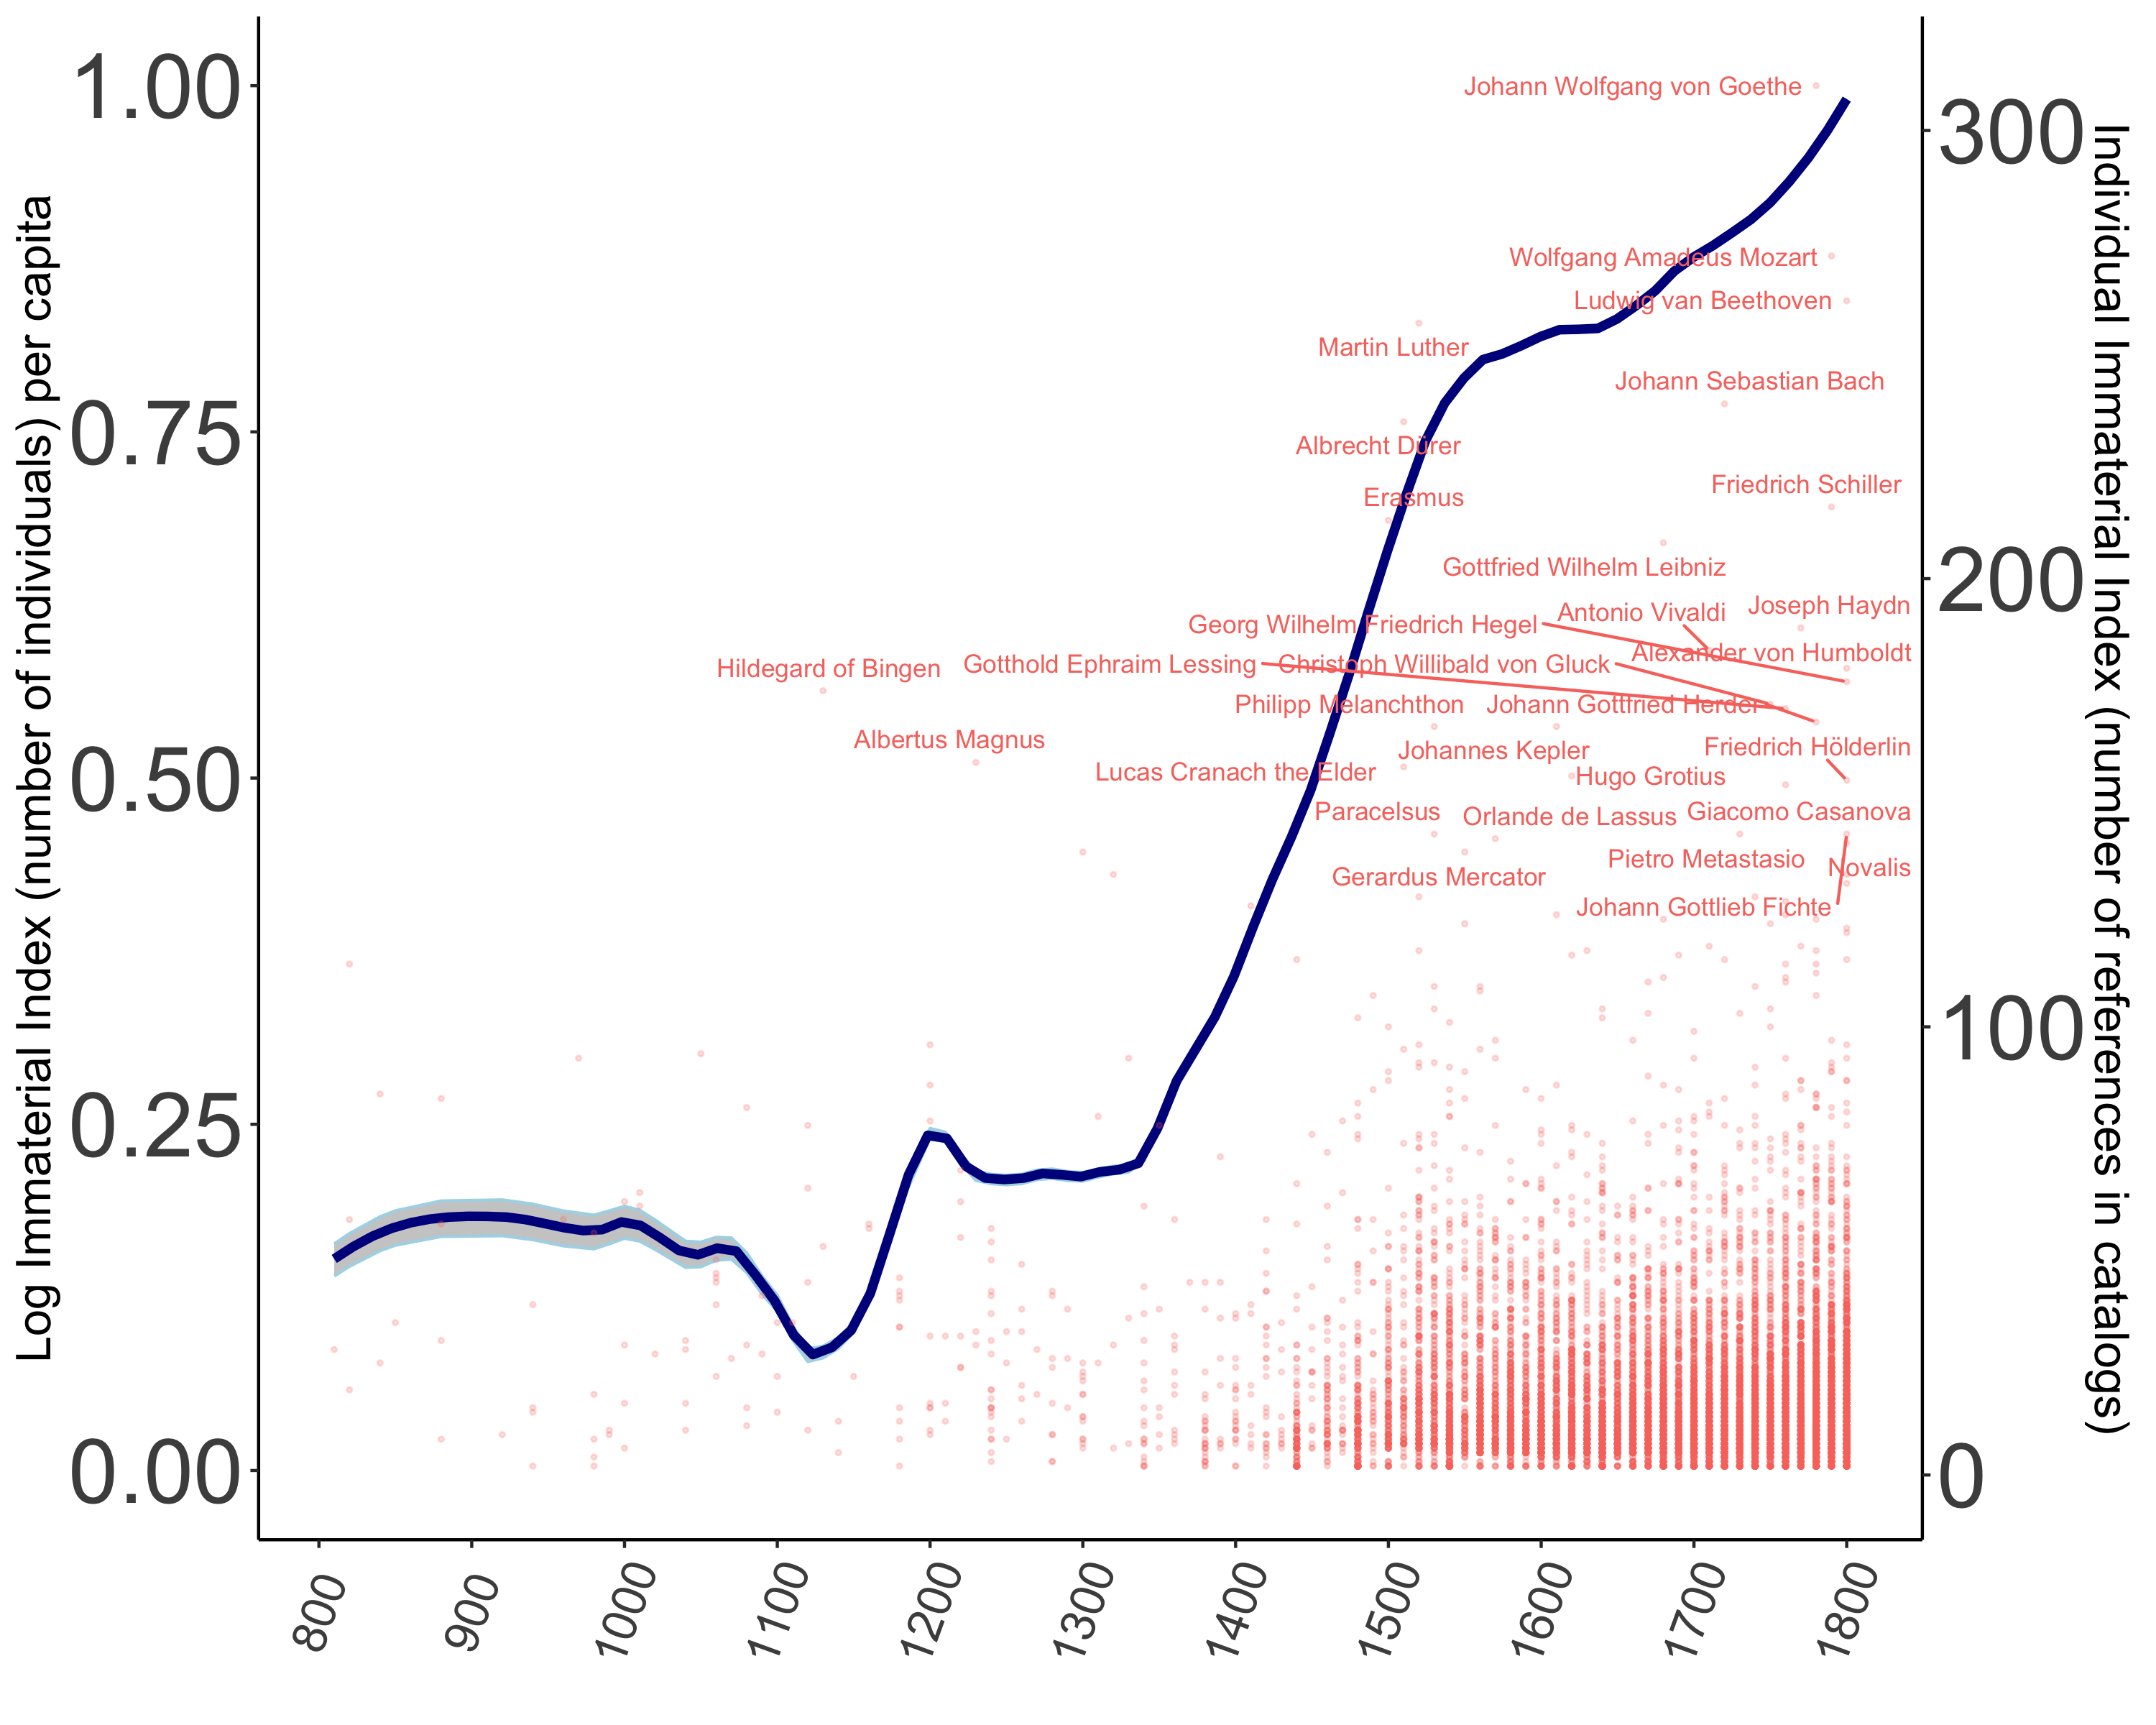 Log Immaterial Index (number of individuals) per capita
1.00
0.75
0.50
0.25
0.00
Johann Wolfgang von Goethe
Wolfgang Amadeus Mozart
Ludwig van Beethoven
Martin Luther
Johann Sebastian Bach
Albrecht Dürer
Friedrich Schiller
Erasmus
Gottfried Wilhelm Leibniz
Joseph Haydn
Antonio Vivaldi
Georg Wilhelm Friedrich Hegel
Alexander von Humboldt
Hildegard of Bingen
Gotthold Ephraim Lessing
Christoph Willibald von Gluck
Philipp Melanchthon
Johann Gottfried Herder
Albertus Magnus
Johannes Kepler
Friedrich Hölderlin
Lucas Cranach the Elder
Hugo Grotius
Paracelsus
Orlande de Lassus
Giacomo Casanova
Pietro Metastasio
Novalis
Gerardus Mercator
Johann Gottlieb Fichte
300
200
100
0
Individual Immaterial Index (number of references in catalogs)
800
900
1000
1100
1200
1300
1400
1500
1600
1700
1800